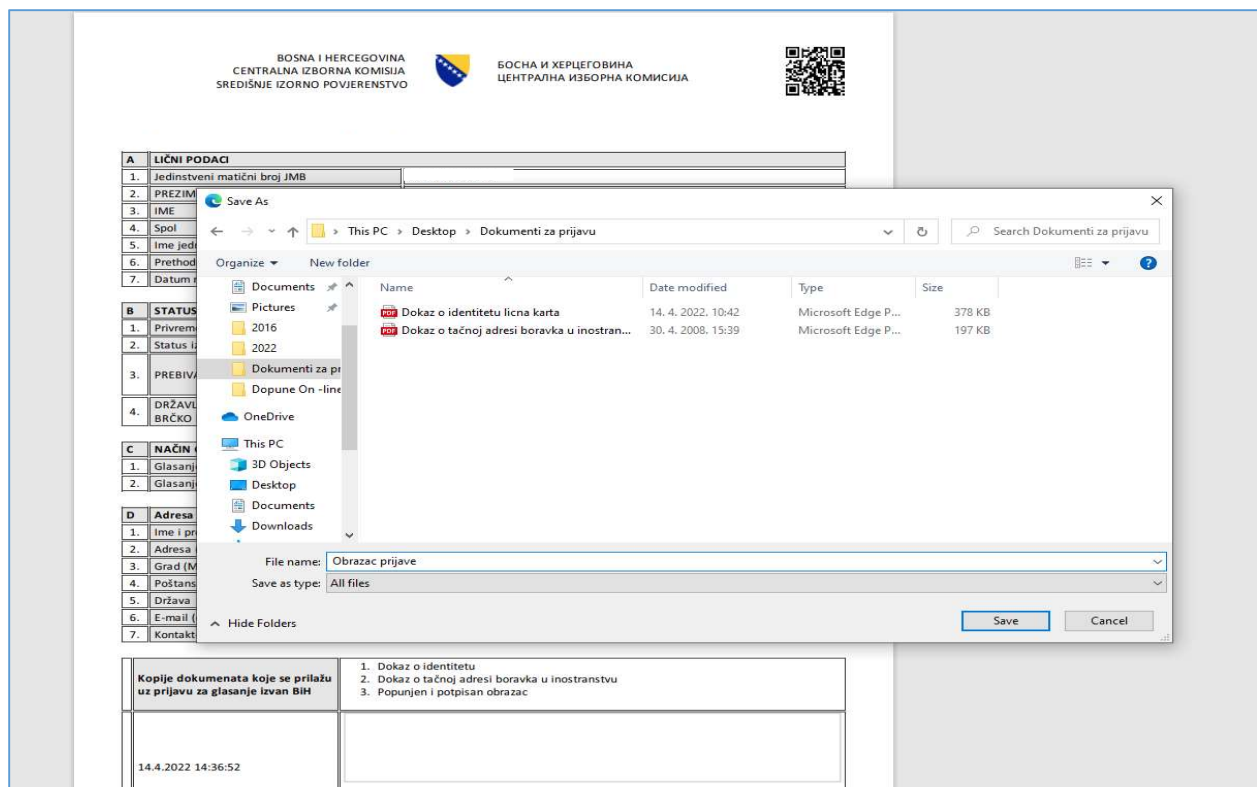 BOSNA I HERCEGOVINA
CENTRALNA IZBORNA KOMISIJA
SREDIŠNJE IZORNO POVJERENSTVO
БОСНА И ХЕРЦЕГОВИНА
ЦЕНТРАЛНА ИЗБОРНА КОМИСИЈА
A LIČNI PODACI
1. Jedinstveni matični broj JMB
2. PREZIM
3. IME
4. Spol
5. Ime jed
6. Prethod
7. Datum
B STATUS
1. Privrem
2. Status
3. PREBIV
4. DRŽAVL
BRČKO
C NAČIN
1. Glasanj
2. Glasanj
D Adresa
1. Ime i pr
2. Adresa
3. Grad (M
4. Poštans
5. Država
6. E-mail (
7. Kontakt
Save As
This PC > Desktop > Dokumenti za prijavu
Search Dokumenti za prijavu
Organize New folder
Documents
Pictures
2016
2022
Dokumenti za pr
Dopune On -line
OneDrive
This PC
3D Objects
Desktop
Documents
Downloads
Name Date modified Type Size
PDF Dokaz o identitetu licna karta 14. 4. 2022. 10:42 Microsoft Edge P... 378 KB
PDF Dokaz o tačnoj adresi boravka u inostran... 30. 4. 2008. 15:39 Microsoft Edge P... 197 KB
File name: Obrazac prijave
Save as type: All files
Hide Folders
Save Cancel
Kopije dokumenata koje se prilažu
uz prijavu za glasanje izvan BiH
1. Dokaz o identitetu
2. Dokaz o tačnoj adresi boravka u inostranstvu
3. Popunjen i potpisan obrazac
14.4.2022 14:36:52